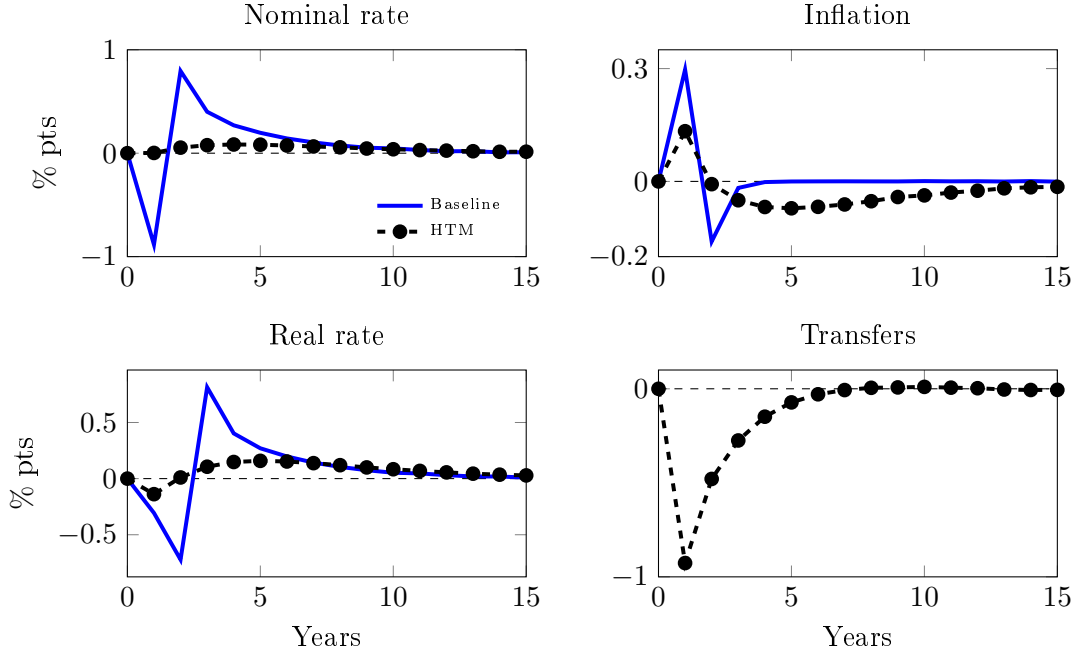 Nominal rate
Inflation
1
0
−1
% pts
0 5 10 15
Baseline
HTM
0.3
0
−0.2
0 5 10 15
Real rate
Transfers
0.5
0
−0.5
% pts
0 5 10 15
Years
0
−1
0 5 10 15
Years